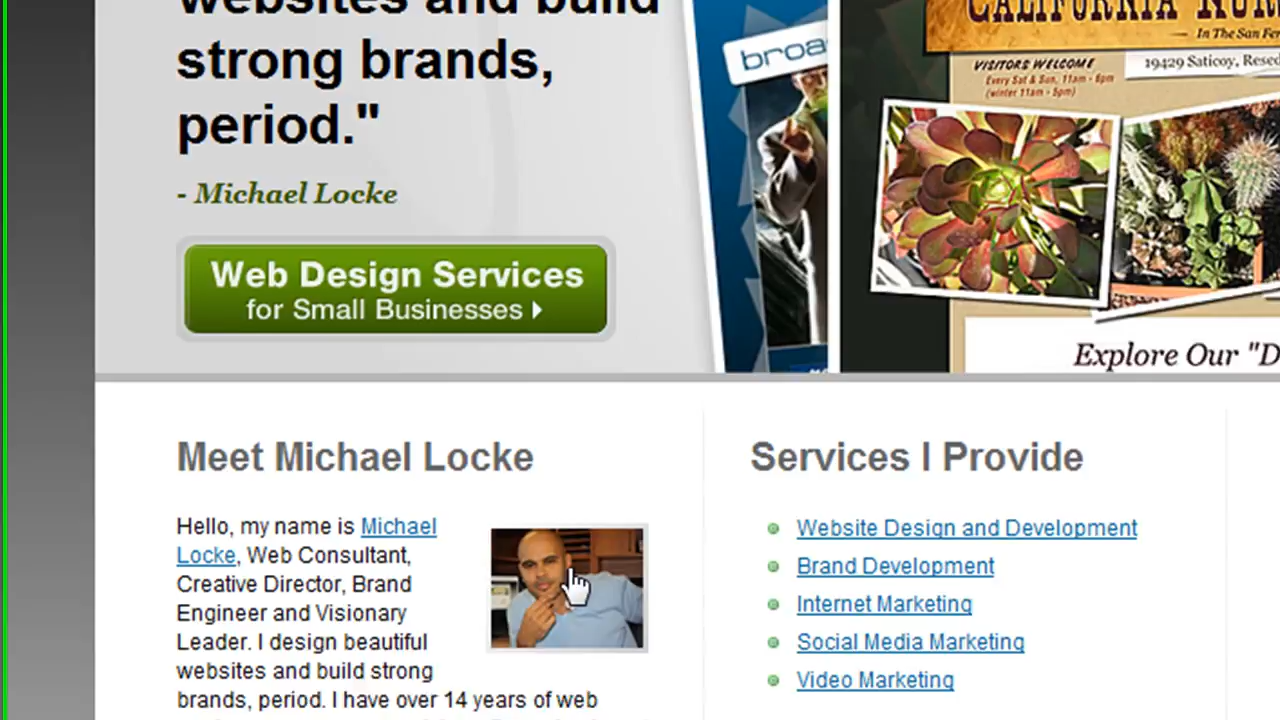 websites and build
strong brands,
period."
- Michael Locke
Web Design Services
for Small Businesses
broa
CALIFORNIA NUR
In The San Fer
VISITORS WELCOME
Every Sat & Sun, 11am - 6pm
(winter 11am - 5pm)
19429 Saticoy, Resed
Explore Our "D
Meet Michael Locke
Hello, my name is Michael
Locke, Web Consultant,
Creative Director, Brand
Engineer and Visionary
Leader. I design beautiful
websites and build strong
brands, period. I have over 14 years of web
Services I Provide
Website Design and Development
Brand Development
Internet Marketing
Social Media Marketing
Video Marketing